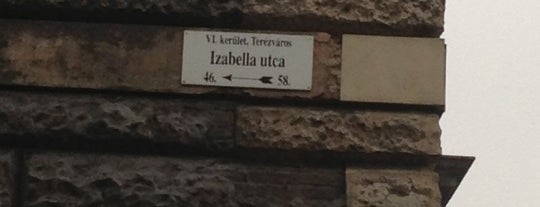 VI. kerület, Terézváros
Izabella utca
46. ← 58.